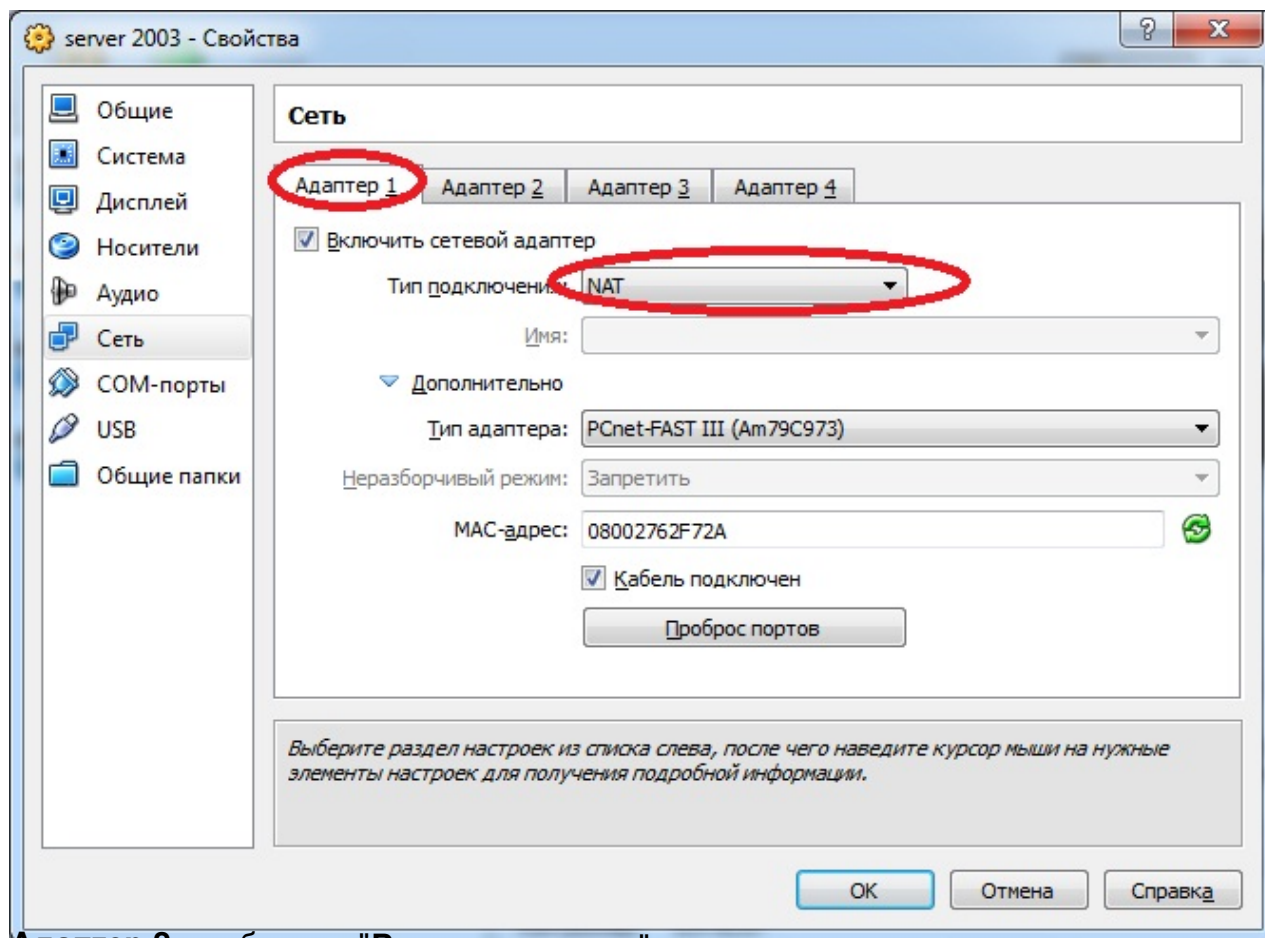 server 2003 - Свойства
Общие
Система
Дисплей
Носители
Аудио
Сеть
COM-порты
USB
Общие папки
Сеть
Адаптер 1 Адаптер 2 Адаптер 3 Адаптер 4
Включить сетевой адаптер
Тип подключения: NAT
Имя:
Дополнительно
Тип адаптера: PCnet-FAST III (Am79C973)
Неразборчивый режим: Запретить
MAC-адрес: 08002762F72A
Кабель подключен
Проброс портов
Выберите раздел настроек из списка слева, после чего наведите курсор мыши на нужные
элементы настроек для получения подробной информации.
OK Отмена Справка